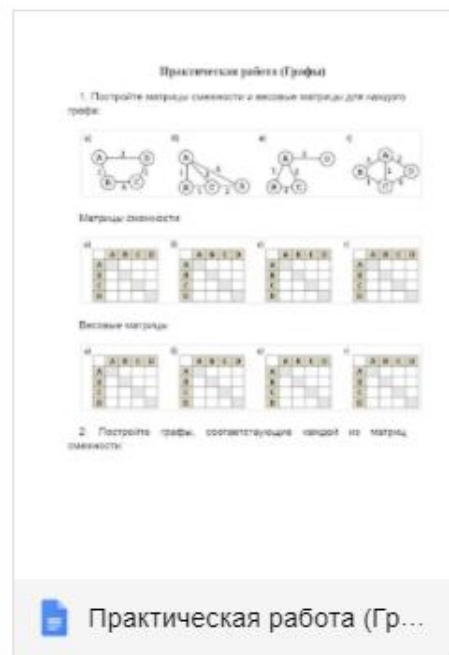 Практическая работа (Графы)
1. Постройте матрицы смежности и весовые матрицы для каждого
графа:
а) б) в) г)
Матрицы смежности
а) б) в) г)
A B C D A B C D A B C D A B C D
A A A A
B B B B
C C C C
D D D D
Весовые матрицы
а) б) в) г)
A B C D A B C D A B C D A B C D
A A A A
B B B B
C C C C
D D D D
2. Постройте графы, соответствующие каждой из матриц
смежности
Практическая работа (Гр...